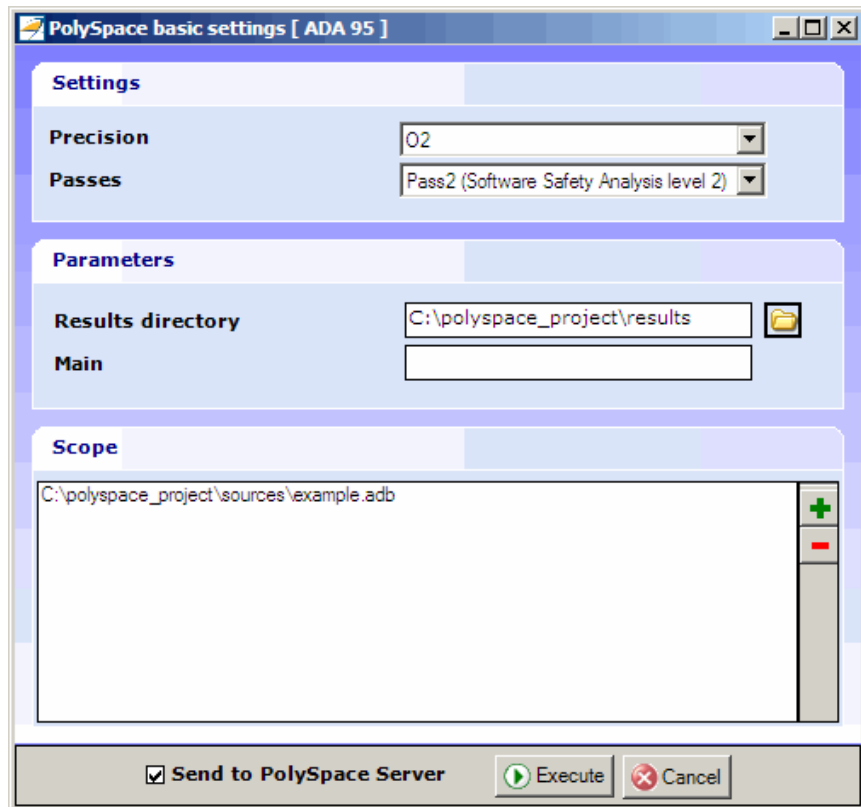 PolySpace basic settings [ ADA 95 ]
Settings
Precision O2
Passes Pass2 (Software Safety Analysis level 2)
Parameters
Results directory C:\polyspace_project\results
Main
Scope
C:\polyspace_project\sources\example.adb
Send to PolySpace Server Execute Cancel